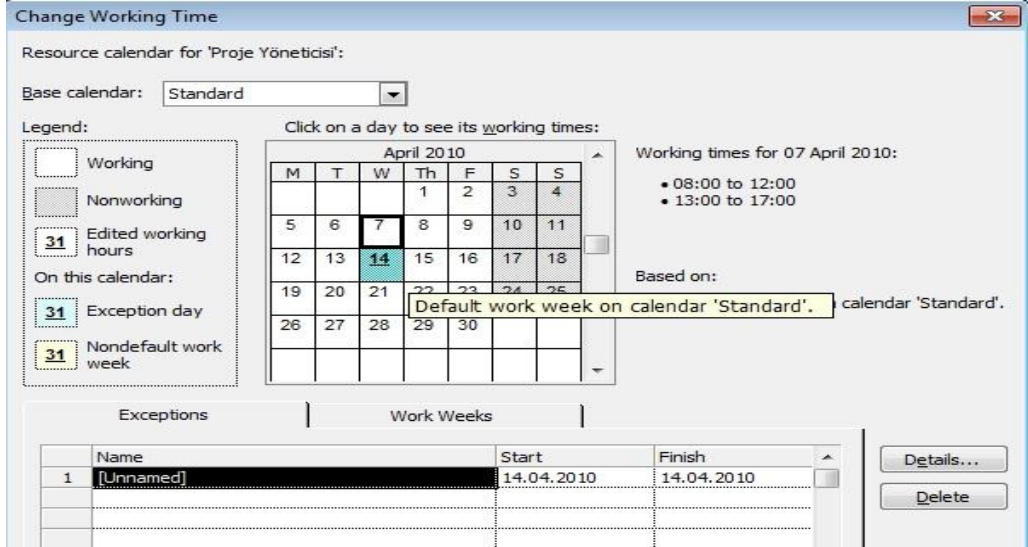 Change Working Time
Resource calendar for 'Proje Yöneticisi':
Base calendar: Standard
Legend:
Working
Nonworking
31 Edited working
hours
On this calendar:
31 Exception day
31 Nondefault work
week
Click on a day to see its working times:
April 2010
M T W Th F S S
1 2 3 4
5 6 7 8 9 10 11
12 13 14 15 16 17 18
19 20 21 22 23 24 25
26 27 28 29 30
Default work week on calendar 'Standard'.
Working times for 07 April 2010:
• 08:00 to 12:00
• 13:00 to 17:00
Based on:
calendar 'Standard'.
Exceptions Work Weeks
Name Start Finish
1 [Unnamed] 14.04.2010 14.04.2010
Details...
Delete